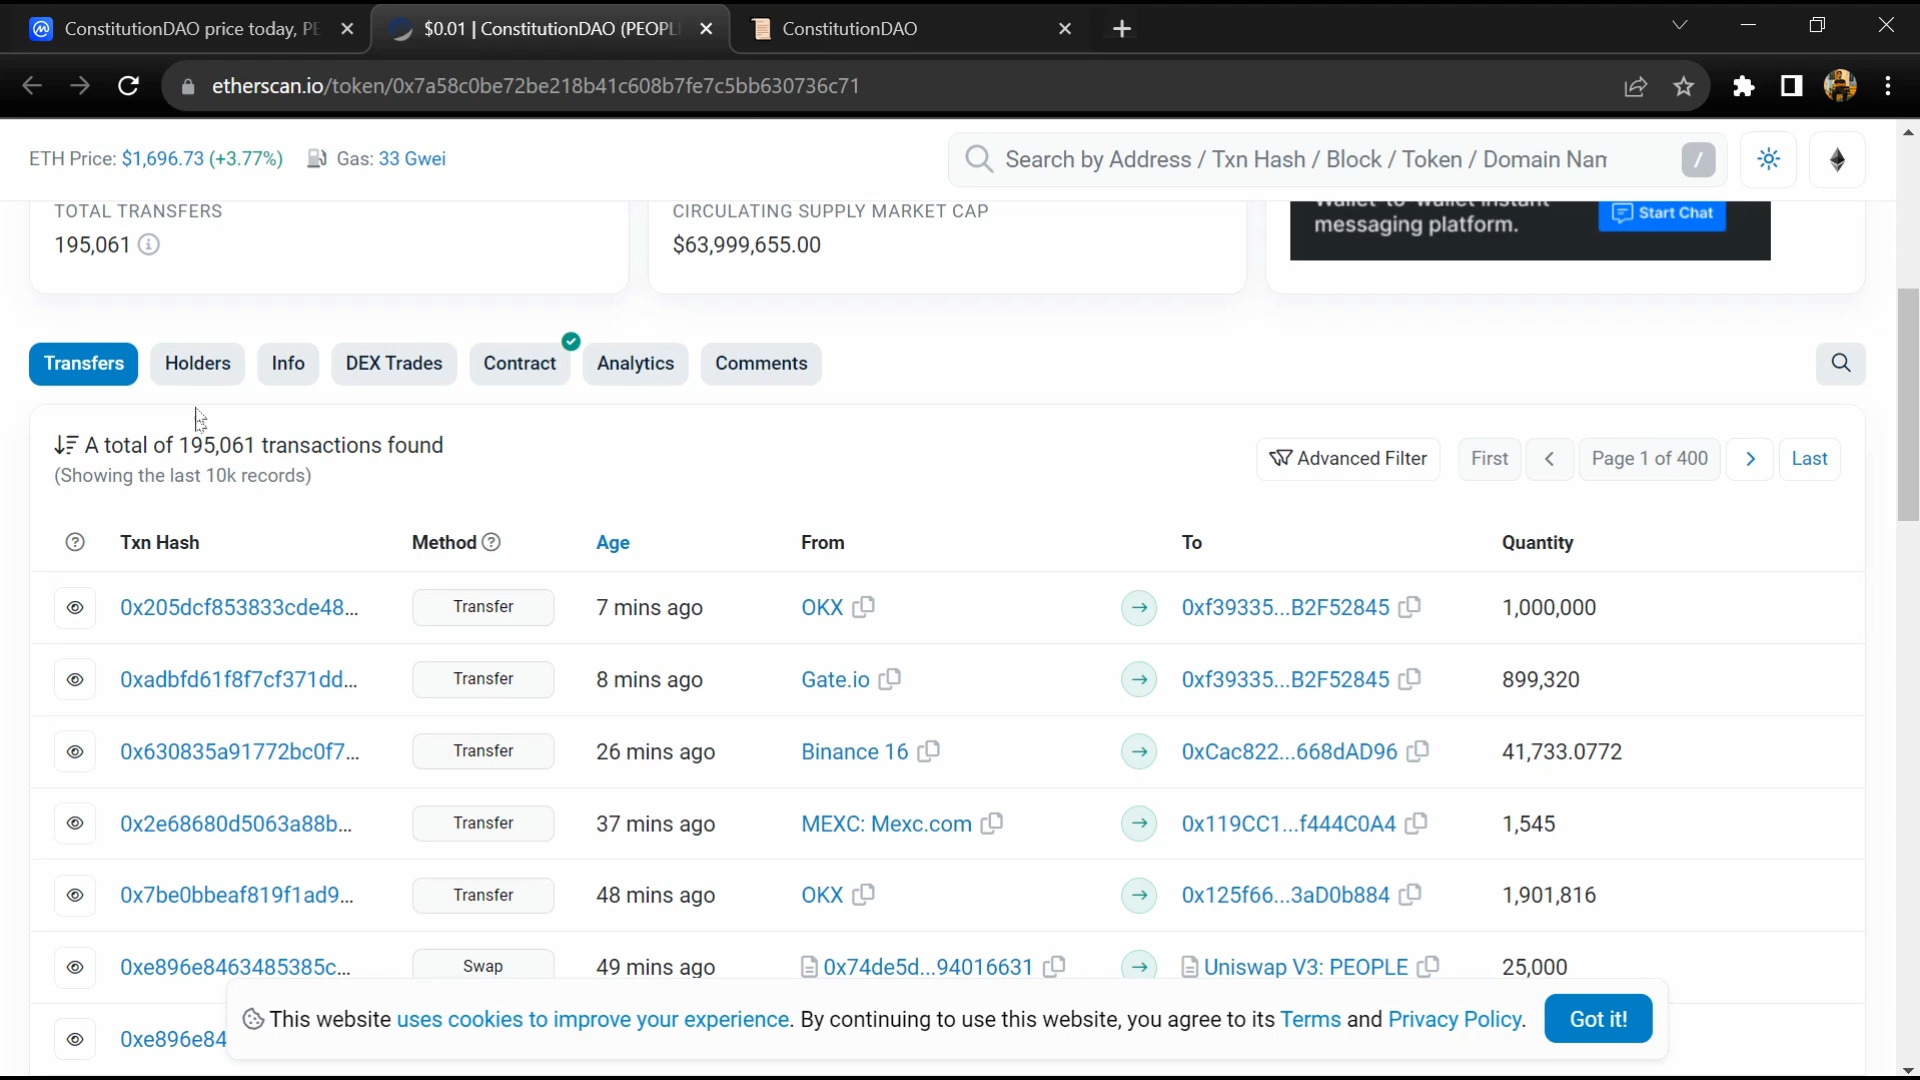 ConstitutionDAO price today, PE
$0.01 | ConstitutionDAO (PEOPL
ConstitutionDAO
etherscan.io/token/0x7a58c0be72be218b41c608b7fe7c5bb630736c71
ETH Price: $1,696.73 (+3.77%) Gas: 33 Gwei
Search by Address / Txn Hash / Block / Token / Domain Nam
/
TOTAL TRANSFERS
195,061
CIRCULATING SUPPLY MARKET CAP
$63,999,655.00
Wallet-to-wallet instant
messaging platform.
Start Chat
Transfers Holders Info DEX Trades Contract Analytics Comments
A total of 195,061 transactions found
(Showing the last 10k records)
Advanced Filter First Page 1 of 400 Last
Txn Hash Method Age From To Quantity
0x205dcf853833cde48... Transfer 7 mins ago OKX 0xf39335...B2F52845 1,000,000
0xadbfd61f8f7cf371dd... Transfer 8 mins ago Gate.io 0xf39335...B2F52845 899,320
0x630835a91772bc0f7... Transfer 26 mins ago Binance 16 0xCac822...668dAD96 41,733.0772
0x2e68680d5063a88b... Transfer 37 mins ago MEXC: Mexc.com 0x119CC1...f444C0A4 1,545
0x7be0bbeaf819f1ad9... Transfer 48 mins ago OKX 0x125f66...3aD0b884 1,901,816
0xe896e8463485385c... Swap 49 mins ago 0x74de5d...94016631 Uniswap V3: PEOPLE 25,000
0xe896e84
This website uses cookies to improve your experience. By continuing to use this website, you agree to its Terms and Privacy Policy. Got it!